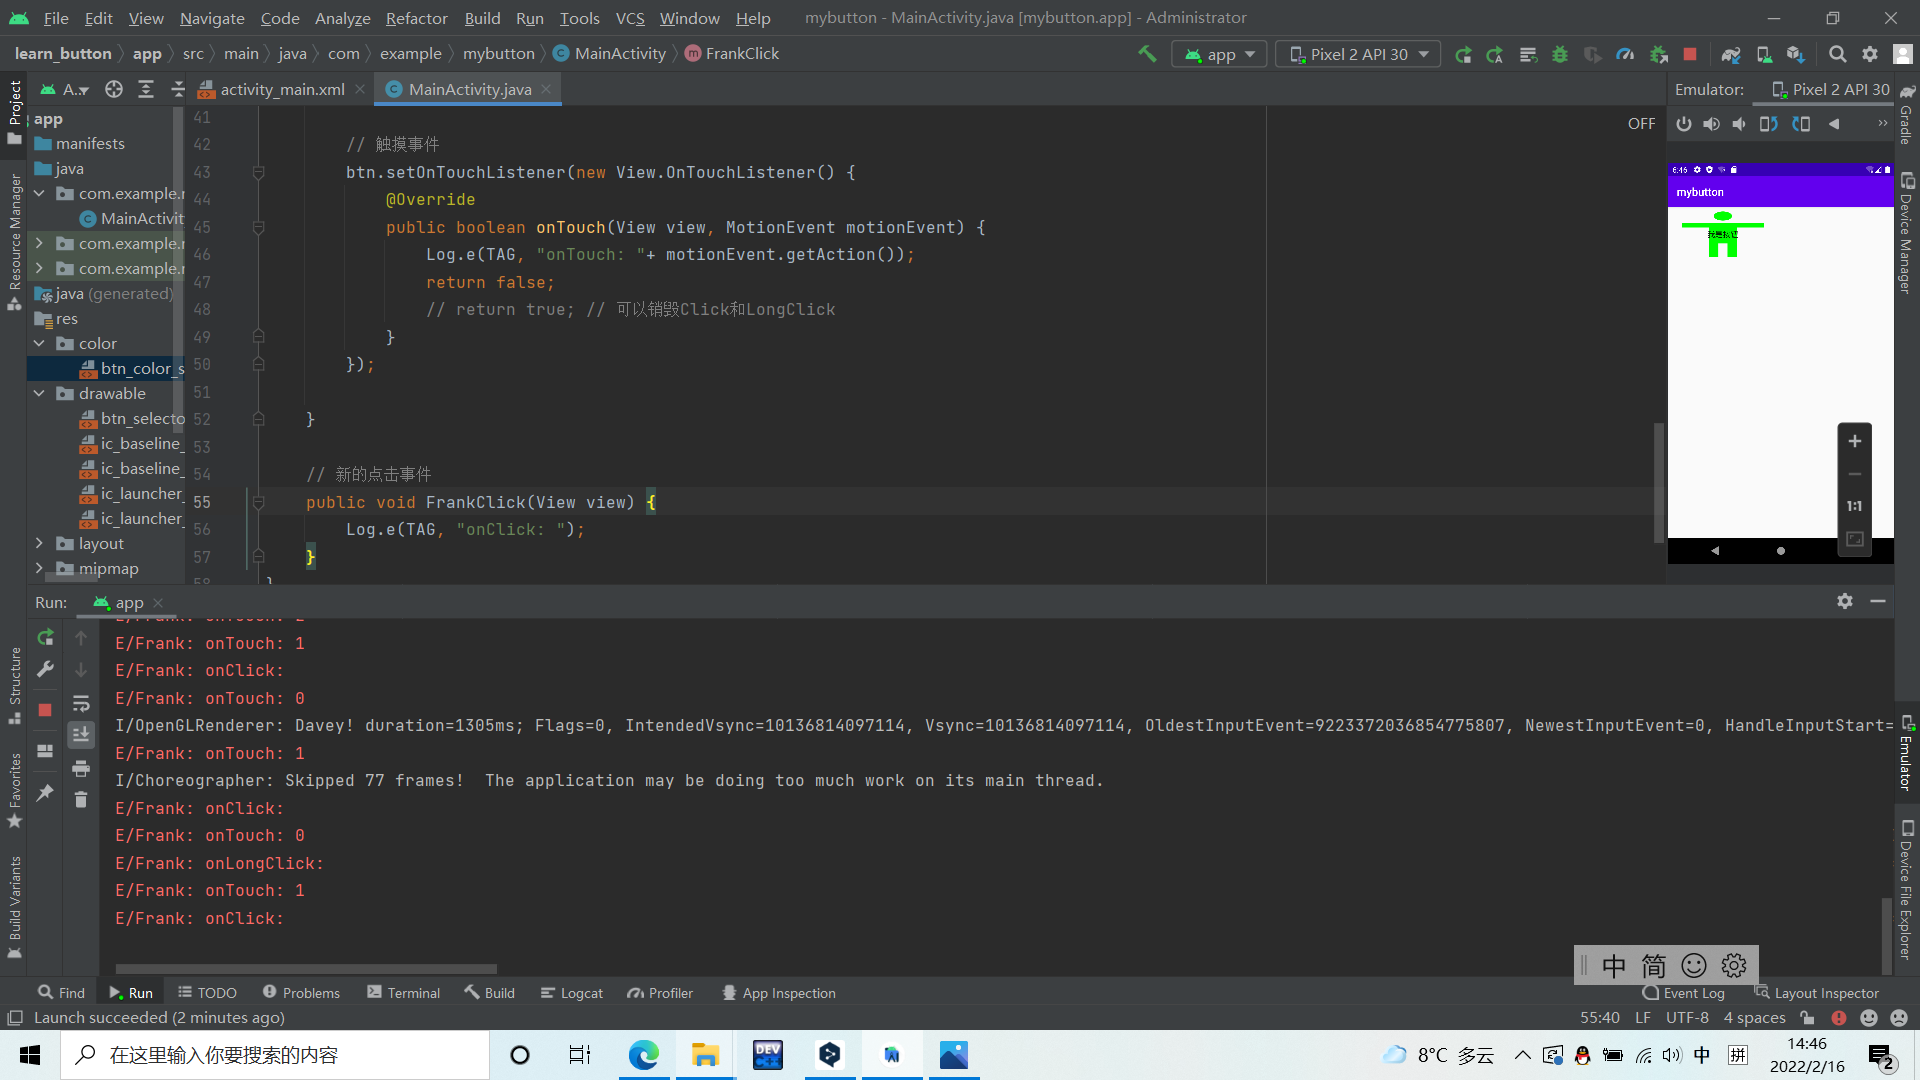 File Edit View Navigate Code Analyze Refactor Build Run Tools VCS Window Help mybutton - MainActivity.java [mybutton.app] - Administrator
learn_button app src main java com example mybutton MainActivity FrankClick app Pixel 2 API 30
A... activity_main.xml MainActivity.java Emulator: Pixel 2 API 30
Project
Resource Manager
Structure
Favorites
Build Variants
app
manifests
java
com.example.
MainActivit
com.example.
com.example.
java (generated)
res
color
btn_color_s
drawable
btn_selecto
ic_baseline_
ic_baseline_
ic_launcher_
ic_launcher_
layout
mipmap
OFF
41
42 // 触摸事件
43 btn.setOnTouchListener(new View.OnTouchListener() {
44 @Override
45 public boolean onTouch(View view, MotionEvent motionEvent) {
46 Log.e(TAG, "onTouch: "+ motionEvent.getAction());
47 return false;
48 // return true; // 可以销毁Click和LongClick
49 }
50 });
51
52 }
53
54 // 新的点击事件
55 public void FrankClick(View view) {
56 Log.e(TAG, "onClick: ");
57 }
58 }
6:46
mybutton
我是按钮
1:1
Gradle
Device Manager
Emulator
Device File Explorer
Run: app
E/Frank: onTouch: 2
E/Frank: onTouch: 1
E/Frank: onClick:
E/Frank: onTouch: 0
I/OpenGLRenderer: Davey! duration=1305ms; Flags=0, IntendedVsync=10136814097114, Vsync=10136814097114, OldestInputEvent=9223372036854775807, NewestInputEvent=0, HandleInputStart=
E/Frank: onTouch: 1
I/Choreographer: Skipped 77 frames!  The application may be doing too much work on its main thread.
E/Frank: onClick:
E/Frank: onTouch: 0
E/Frank: onLongClick:
E/Frank: onTouch: 1
E/Frank: onClick:
中 简
Find Run TODO Problems Terminal Build Logcat Profiler App Inspection Event Log Layout Inspector
Launch succeeded (2 minutes ago) 55:40 LF UTF-8 4 spaces
在这里输入你要搜索的内容 DEV C++ 8°C 多云 中 拼 14:46
2022/2/16 2